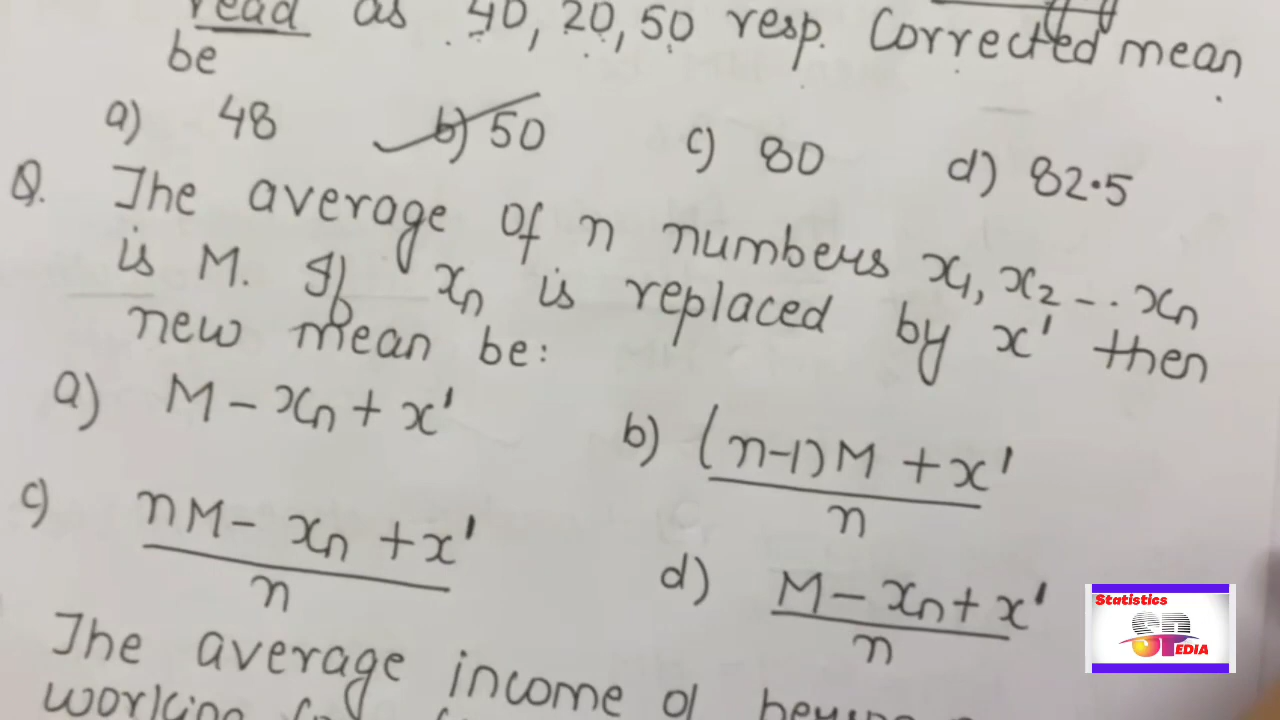 read as 40, 20, 50 resp. Corrected mean
be
a) 48 b) 50 c) 80 d) 82.5
Q. The average of n numbers x1, x2 -.. xn
is M. If xn is replaced by x' then
new mean be:
a) M - xn + x'
b) (n-1)M + x' / n
c) nM - xn + x' / n
d) M - xn + x' / n
The average income of
working
Statistics
EDIA